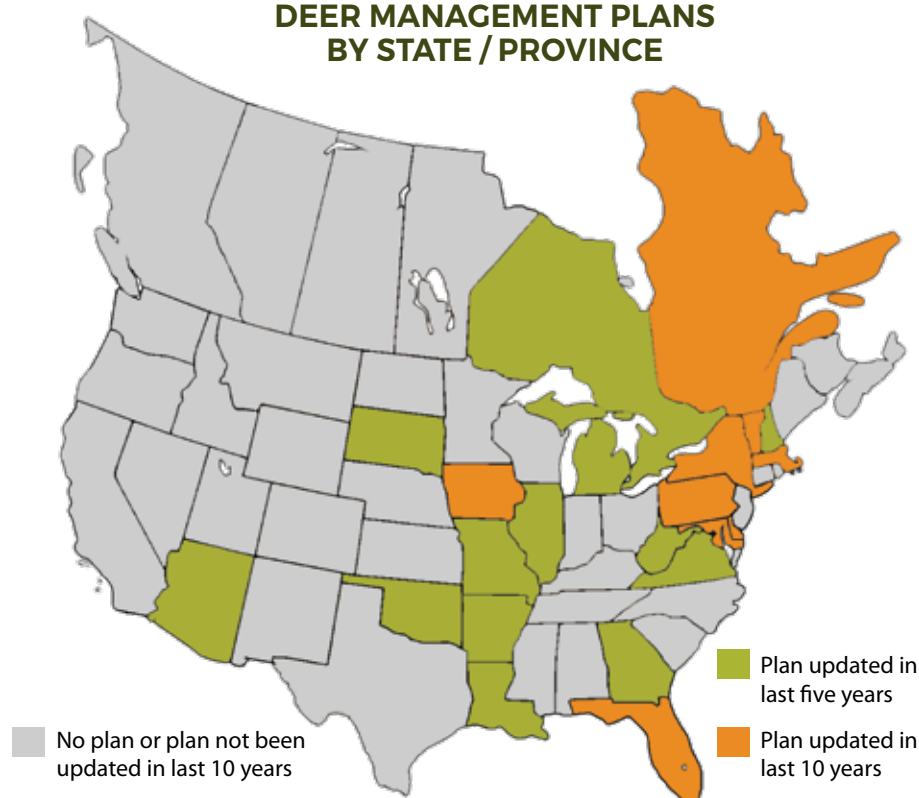 DEER MANAGEMENT PLANS
BY STATE / PROVINCE
Plan updated in
last five years
No plan or plan not been
updated in last 10 years
Plan updated in
last 10 years